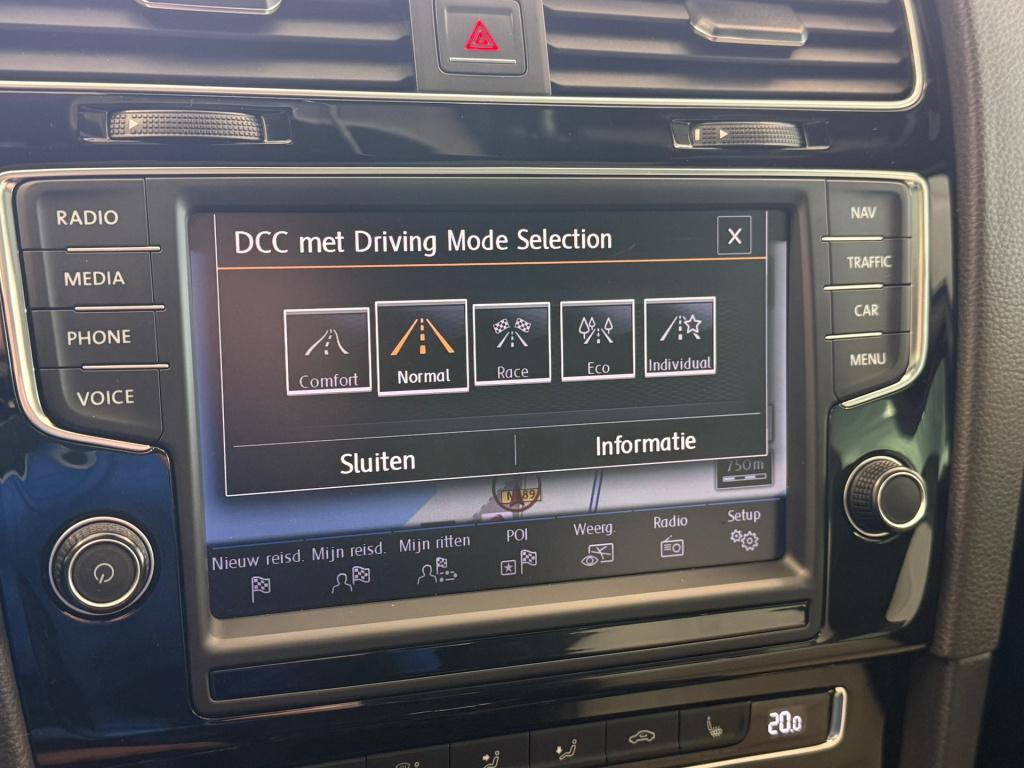 RADIO
MEDIA
PHONE
VOICE
DCC met Driving Mode Selection
X
Comfort
Normal
Race
Eco
Individual
Sluiten
Informatie
750m
Nieuw reisd.
Mijn reisd.
Mijn ritten
POI
Weerg.
Radio
Setup
NAV
TRAFFIC
CAR
MENU
20.0